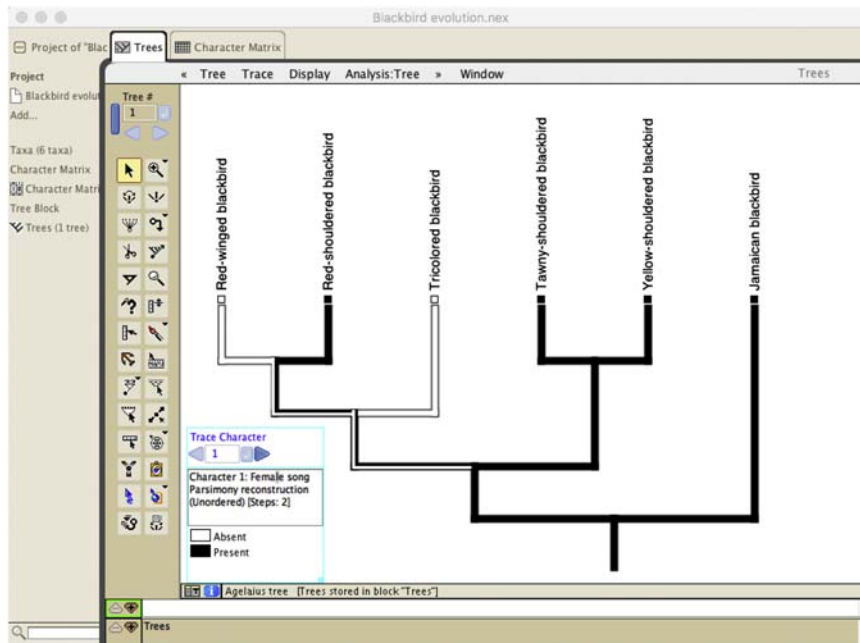 Blackbird evolution.nex
Project of "Blac
Trees
Character Matrix
« Tree Trace Display Analysis:Tree » Window Trees
Project
Blackbird evolut
Add...
Taxa (6 taxa)
Character Matrix
Character Matri
Tree Block
Trees (1 tree)
Tree #
1
Red-winged blackbird
Red-shouldered blackbird
Tricolored blackbird
Tawny-shouldered blackbird
Yellow-shouldered blackbird
Jamaican blackbird
Trace Character
1
Character 1: Female song
Parsimony reconstruction
(Unordered) [Steps: 2]
Absent
Present
Agelaius tree [Trees stored in block "Trees"]
Trees